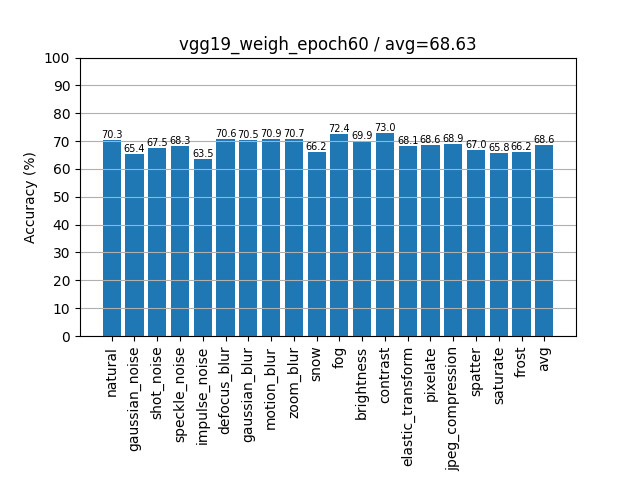 vgg19_weigh_epoch60 / avg=68.63
Accuracy (%)
100
90
80
70
60
50
40
30
20
10
0
70.3
65.4
67.5
68.3
63.5
70.6
70.5
70.9
70.7
66.2
72.4
69.9
73.0
68.1
68.6
68.9
67.0
65.8
66.2
68.6
natural
gaussian_noise
shot_noise
speckle_noise
impulse_noise
defocus_blur
gaussian_blur
motion_blur
zoom_blur
snow
fog
brightness
contrast
elastic_transform
pixelate
jpeg_compression
spatter
saturate
frost
avg